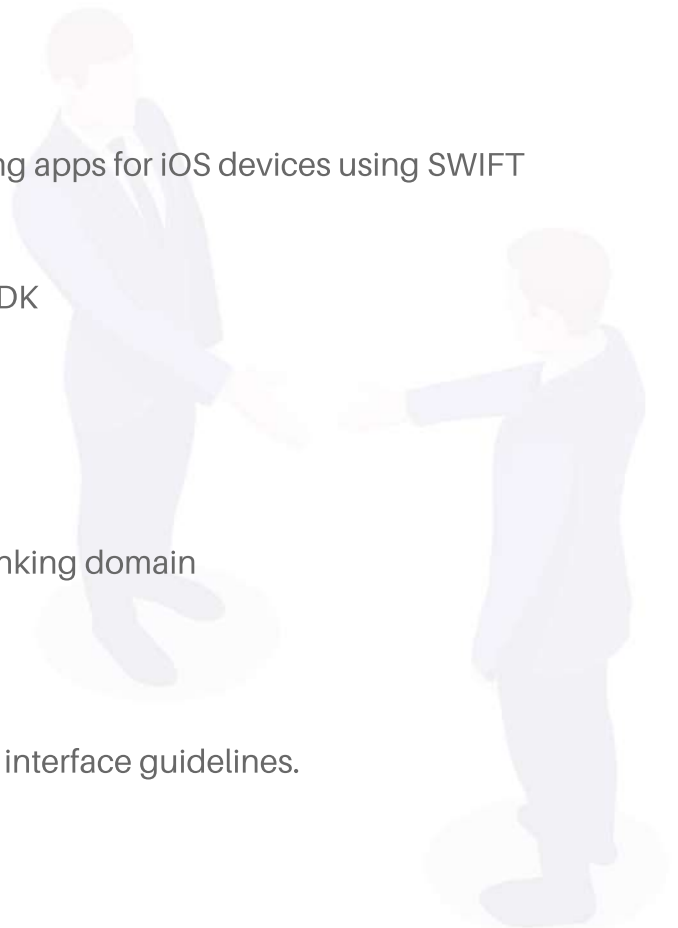 ng apps for iOS devices using SWIFT
DK
nking domain
interface guidelines.